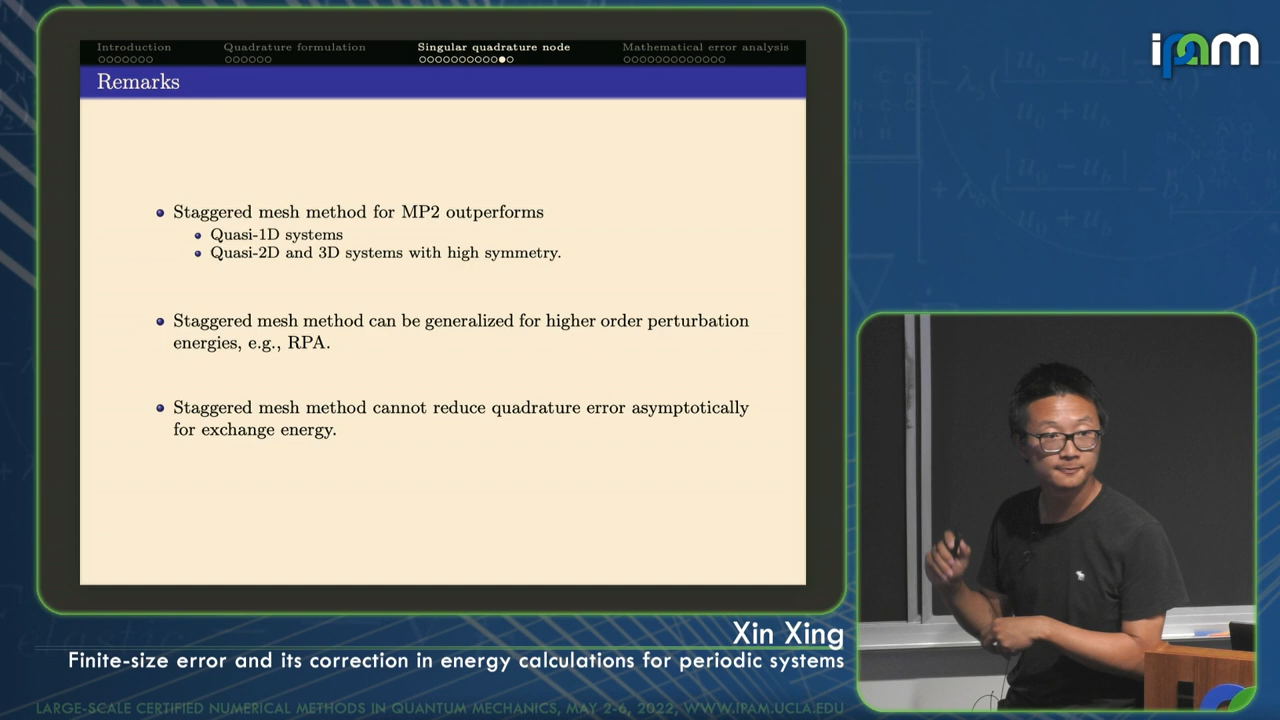 Introduction Quadrature formulation Singular quadrature node Mathematical error analysis
Remarks
Staggered mesh method for MP2 outperforms
Quasi-1D systems
Quasi-2D and 3D systems with high symmetry.
Staggered mesh method can be generalized for higher order perturbation
energies, e.g., RPA.
Staggered mesh method cannot reduce quadrature error asymptotically
for exchange energy.
ipam
Xin Xing
Finite-size error and its correction in energy calculations for periodic systems
LARGE-SCALE CERTIFIED NUMERICAL METHODS IN QUANTUM MECHANICS, MAY 2-6, 2022, WWW.IPAM.UCLA.EDU